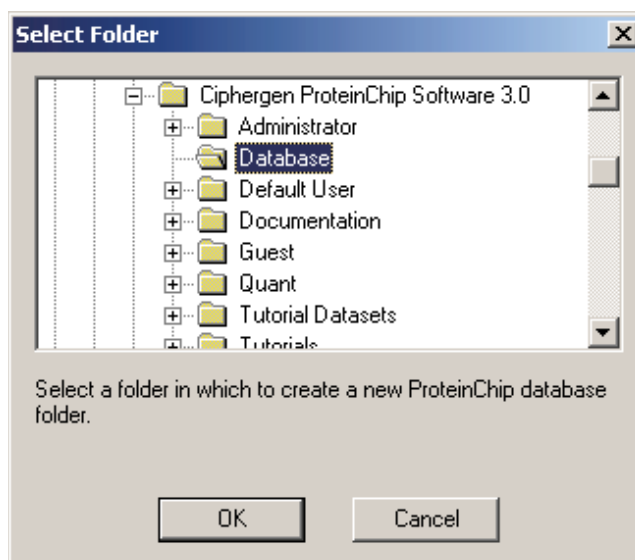 Select Folder
Ciphergen ProteinChip Software 3.0
Administrator
Database
Default User
Documentation
Guest
Quant
Tutorial Datasets
Tutorials
Select a folder in which to create a new ProteinChip database
folder.
OK
Cancel